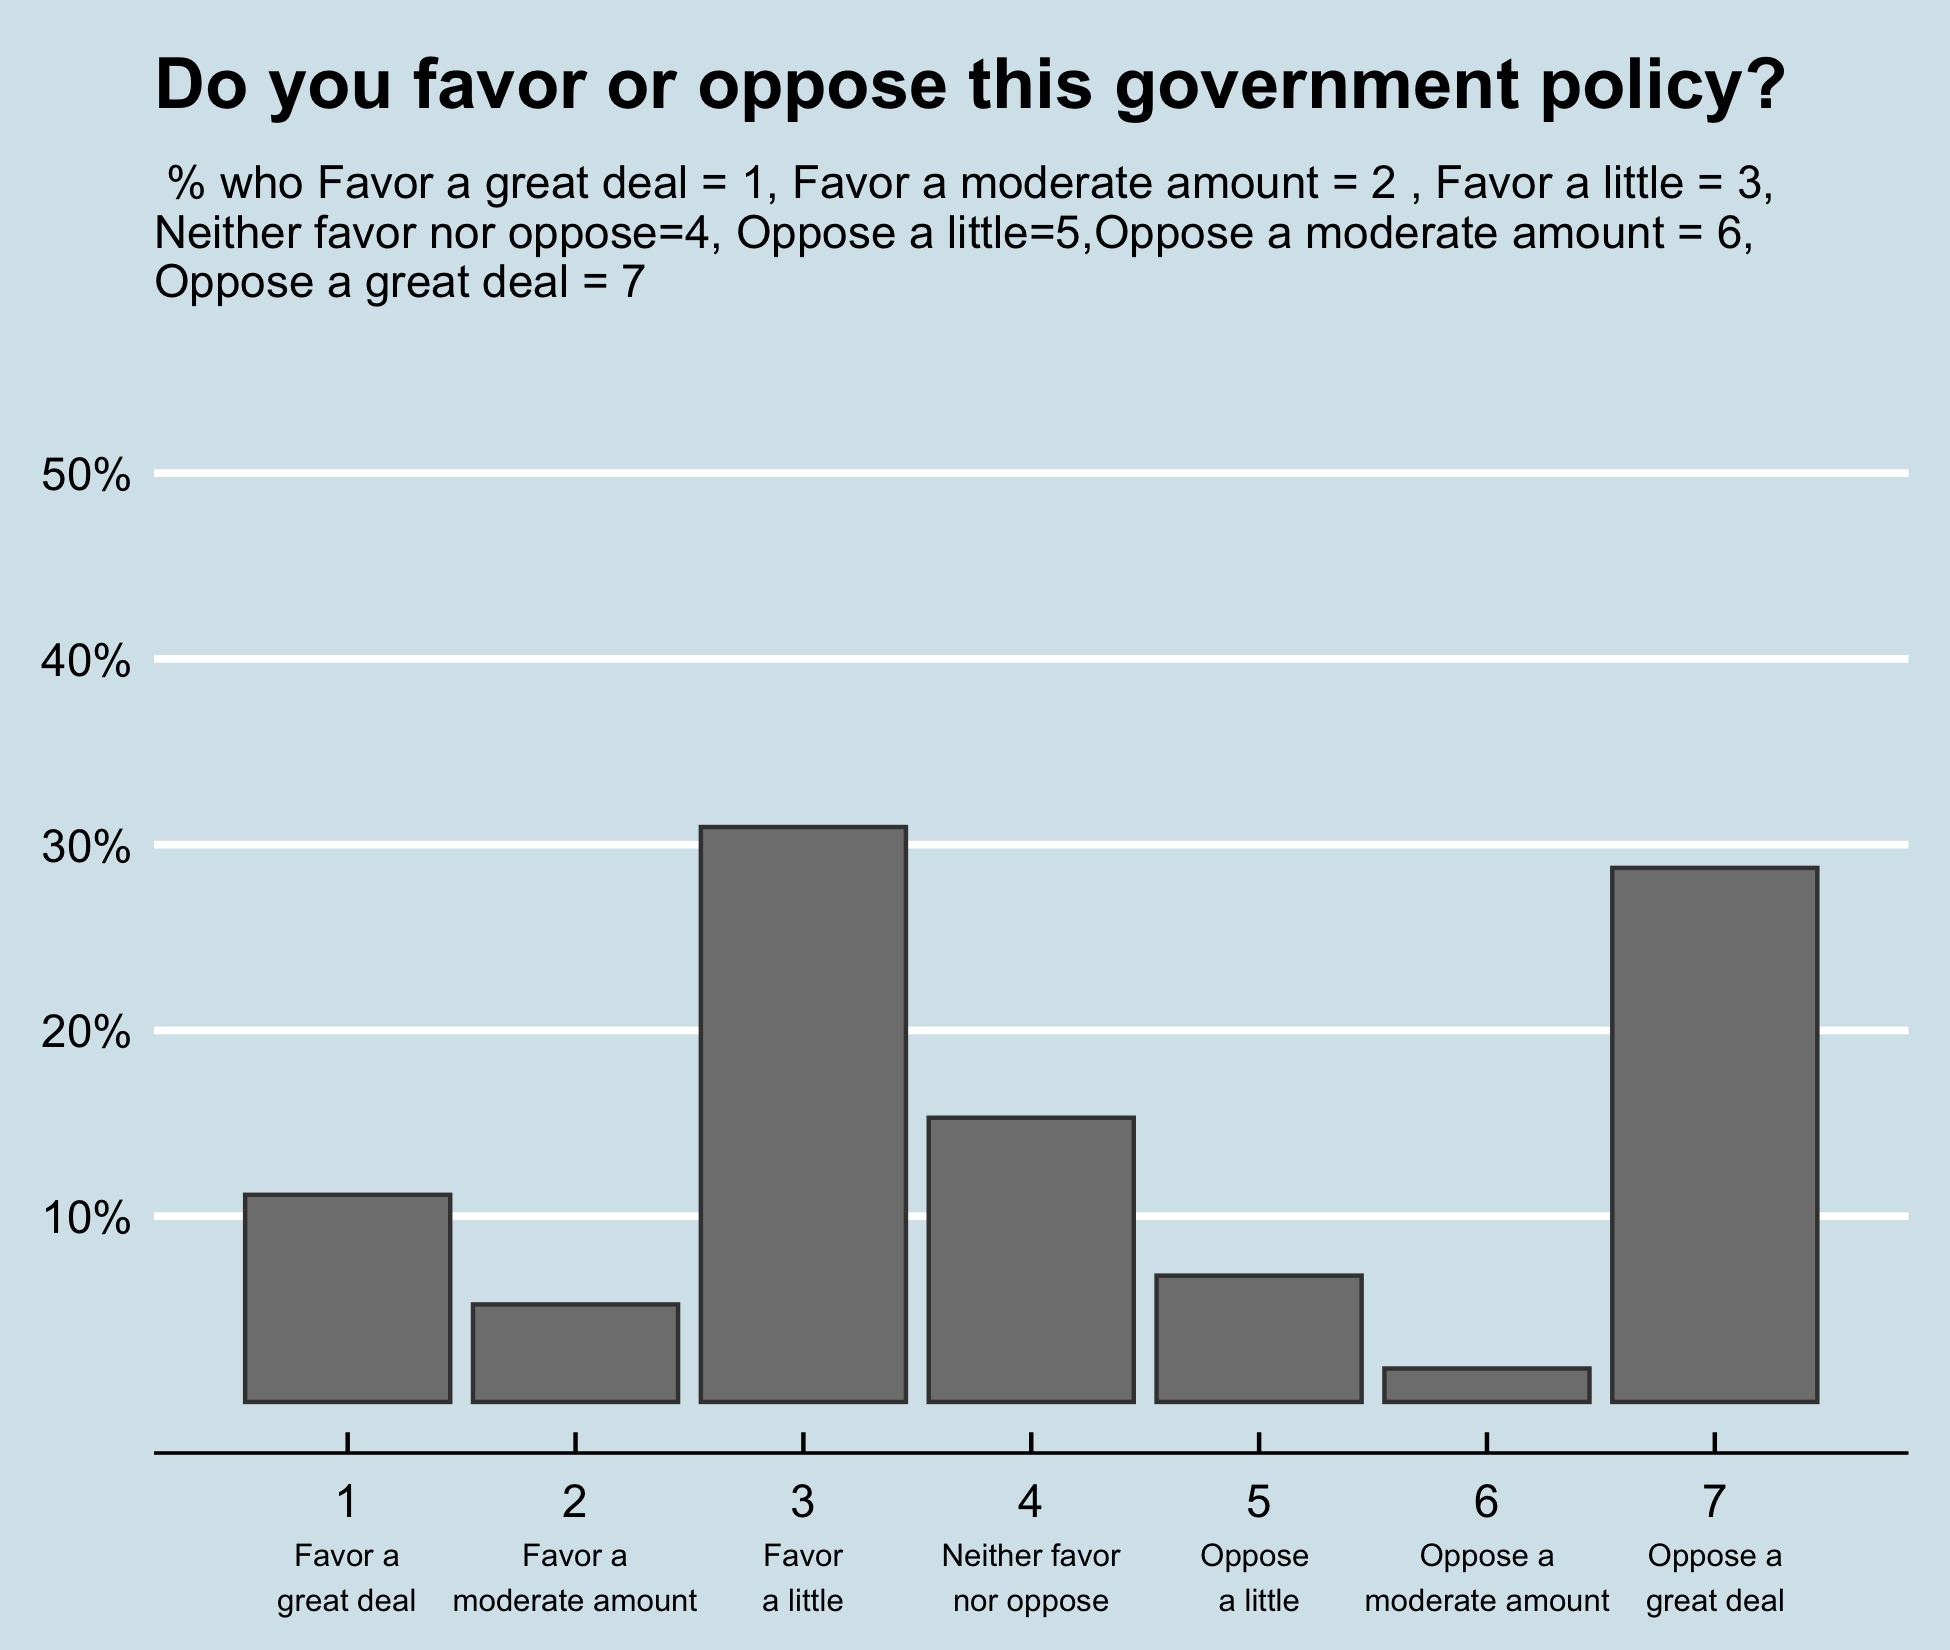 Do you favor or oppose this government policy?
% who Favor a great deal = 1, Favor a moderate amount = 2 , Favor a little = 3,
Neither favor nor oppose=4, Oppose a little=5,Oppose a moderate amount = 6,
Oppose a great deal = 7
50%
40%
30%
20%
10%
1 2 3 4 5 6 7
Favor a Favor a Favor Neither favor Oppose Oppose a Oppose a
great deal moderate amount a little nor oppose a little moderate amount great deal